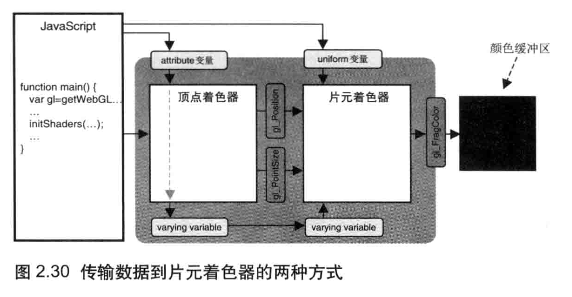 JavaScript
function main() {
var gl=getWebGL...
...
initShaders(...);
...
}
attribute 变量
uniform 变量
颜色缓冲区
顶点着色器
gl_Position
gl_PointSize
片元着色器
gl_FragColor
varying variable
varying variable
图 2.30 传输数据到片元着色器的两种方式